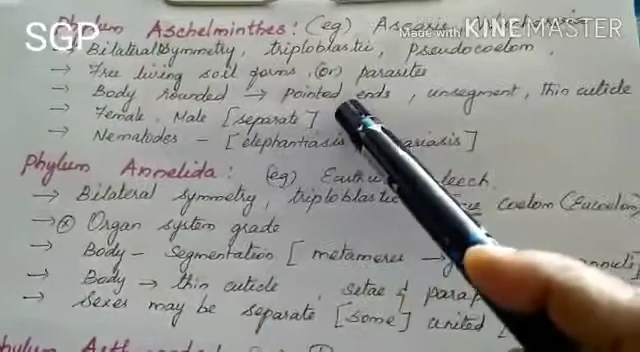 SGP
Made with KINEMASTER
Phylum Aschelminthes: (eg) Ascaris,
→ Bilateral symmetry, triploblastic, Pseudocoelom,
→ Free living soil forms, (or) parasites
→ Body rounded → pointed ends, unsegment, thin cuticle
→ Female, Male [separate]
→ Nematodes - [elephantiasis
Phylum Annelida: (eg) leech.
→ Bilateral symmetry, triploblastic coelom (Eucoelom)
→ Organ system grade
→ Body - Segmentation [metameres →
→ Body → thin cuticle, setae &
→ Sexes may be separate [some] united [